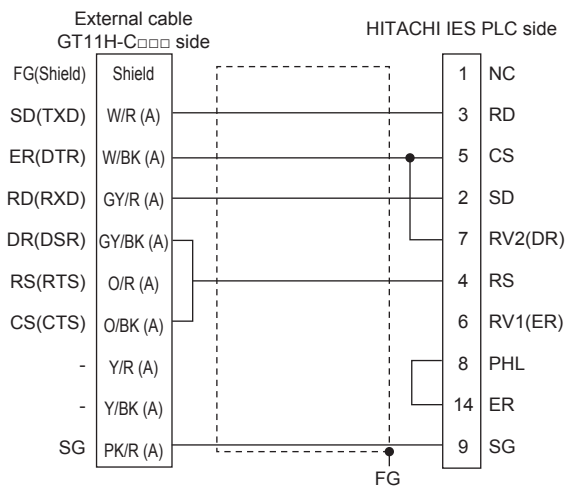 External cable
GT11H-C□□□ side
HITACHI IES PLC side
FG(Shield) Shield 1 NC
SD(TXD) W/R (A) 3 RD
ER(DTR) W/BK (A) 5 CS
RD(RXD) GY/R (A) 2 SD
DR(DSR) GY/BK (A) 7 RV2(DR)
RS(RTS) O/R (A) 4 RS
CS(CTS) O/BK (A) 6 RV1(ER)
- Y/R (A) 8 PHL
- Y/BK (A) 14 ER
SG PK/R (A) 9 SG
FG